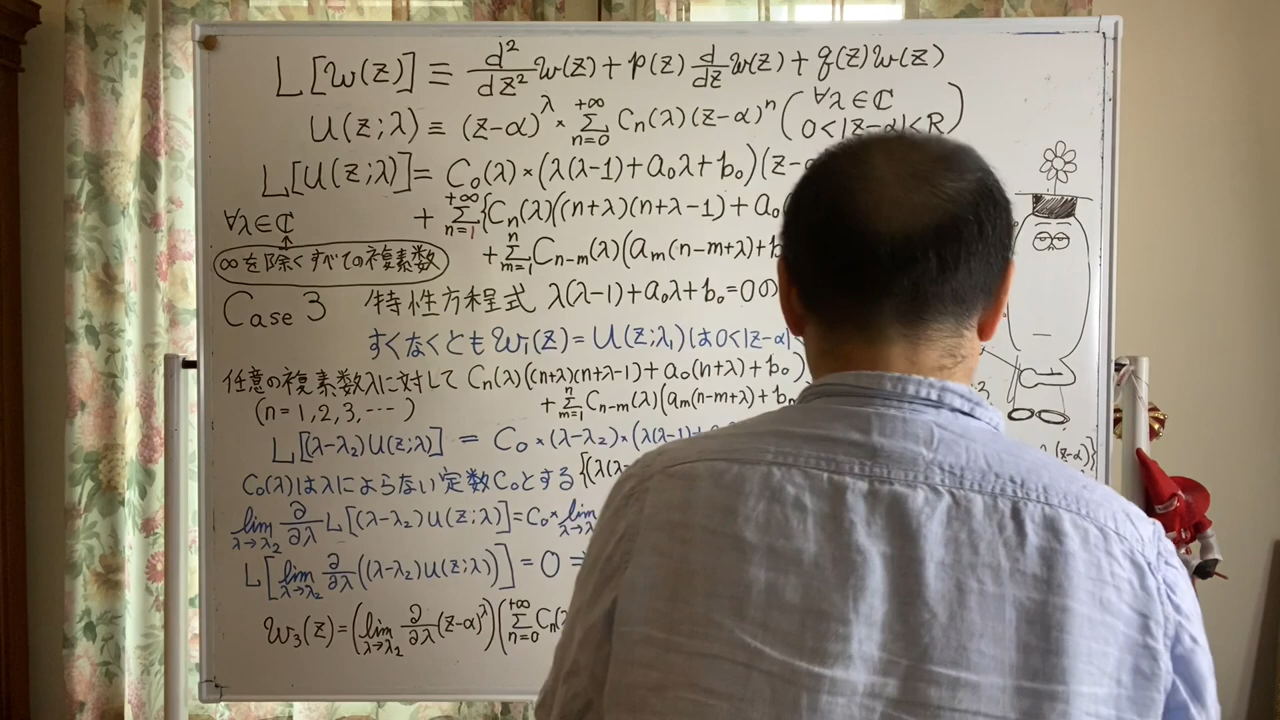 L[w(z)] ≡ d²/dz² w(z) + p(z) d/dz w(z) + q(z)w(z)
U(z;λ) ≡ (z-α)^λ × Σ_{n=0}^{+∞} Cn(λ)(z-α)^n (∀λ∈ℂ 0<|z-α|<R)
L[U(z;λ)] = C₀(λ)×(λ(λ-1)+a₀λ+b₀)(z-
∀λ∈ℂ + Σ_{n=1}^{+∞}{Cn(λ)((n+λ)(n+λ-1)+a₀
∞を除くすべての複素数 + Σ_{m=1}^{n} C_{n-m}(λ)(a_m(n-m+λ)+b
Case 3 特性方程式 λ(λ-1)+a₀λ+b₀=0の
すくなくとも W₁(z)=U(z;λ₁)は0<|z-α|
任意の複素数λに対して Cn(λ)((n+λ)(n+λ-1)+a₀(n+λ)+b₀)
(n=1,2,3,---) + Σ_{m=1}^{n} C_{n-m}(λ)(a_m(n-m+λ)+b_m
L[(λ-λ₂)U(z;λ)] = C₀×(λ-λ₂)×(λ(λ-1)+
(z-α)}
C₀(λ)はλによらない定数C₀とする {(λ(λ-
lim_{λ→λ₂} ∂/∂λ L[(λ-λ₂)U(z;λ)] = C₀× lim_{λ→λ
L[lim_{λ→λ₂} ∂/∂λ((λ-λ₂)U(z;λ))] = 0 ⇒
W₃(z)=(lim_{λ→λ₂} ∂/∂λ(z-α)^λ)(Σ_{n=0}^{+∞} Cn(λ